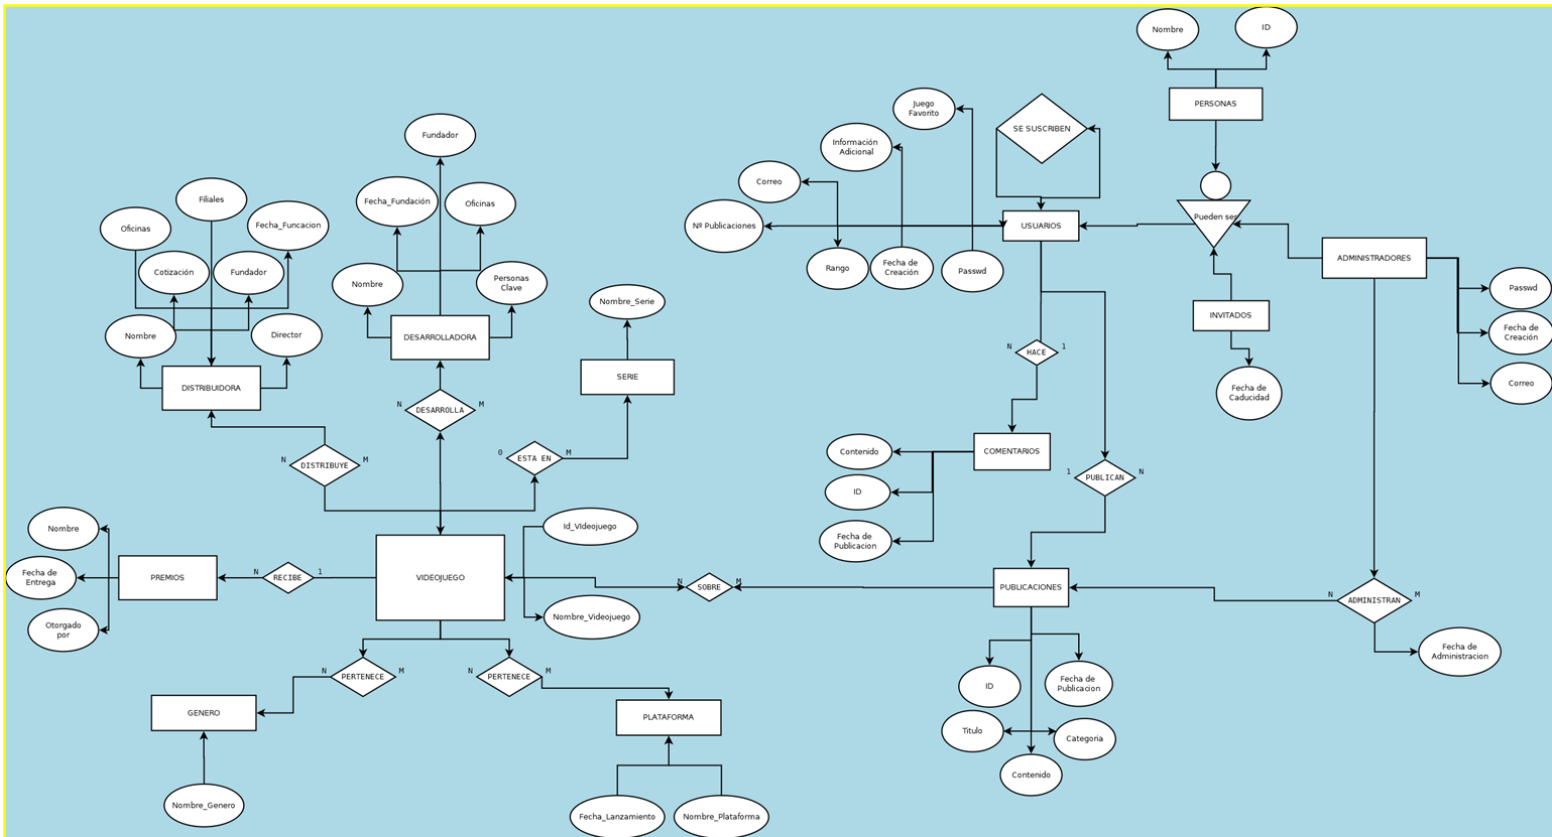 Nombre
ID
PERSONAS
Juego
Favorito
SE SUSCRIBEN
Fundador
Información
Adicional
Correo
Filiales
Fecha_Fundación
Oficinas
Oficinas
Fecha_Funcacion
Nº Publicaciones
USUARIOS
Pueden ser
ADMINISTRADORES
Cotización
Fundador
Rango
Fecha de
Creación
Passwd
Nombre
Personas
Clave
Passwd
Nombre_Serie
INVITADOS
Fecha de
Creación
Nombre
Director
DESARROLLADORA
N
HACE
1
SERIE
DISTRIBUIDORA
Fecha de
Caducidad
Correo
N
DESARROLLA
M
Contenido
COMENTARIOS
N
DISTRIBUYE
M
0
ESTA EN
M
1
PUBLICAN
N
ID
Nombre
Id_VIdeojuego
Fecha de
Publicacion
Fecha de
Entrega
PREMIOS
N
RECIBE
1
VIDEOJUEGO
N
SOBRE
M
PUBLICACIONES
N
ADMINISTRAN
M
Nombre_Videojuego
Otorgado
por
Fecha de
Administracion
N
PERTENECE
M
N
PERTENECE
M
ID
Fecha de
Publicacion
GENERO
PLATAFORMA
Titulo
Categoria
Contenido
Nombre_Genero
Fecha_Lanzamiento
Nombre_Plataforma